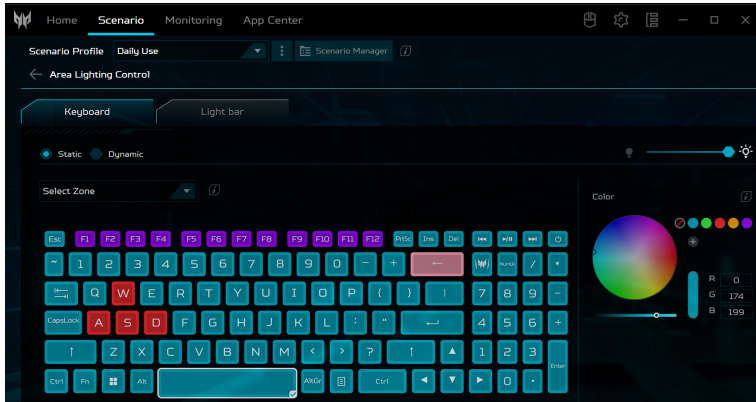 Home Scenario Monitoring App Center
Scenario Profile Daily Use Scenario Manager
Area Lighting Control
Keyboard Light bar
Static Dynamic
Select Zone
Color
Esc F1 F2 F3 F4 F5 F6 F7 F8 F9 F10 F11 F12 PrtSc Ins Del
~ 1 2 3 4 5 6 7 8 9 0 - + NumLk / *
Q W E R T Y U I O P { } | 7 8 9 -
R 0
G 174
B 199
CapsLock A S D F G H J K L : " 4 5 6 +
Z X C V B N M < > ? 1 2 3
Enter
Ctrl Fn Alt AltGr Ctrl 0 .